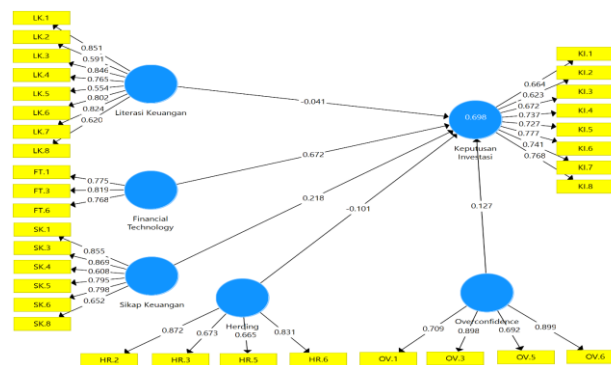 LK.1
LK.2
LK.3
LK.4
LK.5
LK.6
LK.7
LK.8
0.851
0.591
0.846
0.765
0.554
0.802
0.824
0.620
Literasi Keuangan
-0.041
FT.1
FT.3
FT.6
0.775
0.819
0.768
Financial
Technology
0.672
SK.1
SK.3
SK.4
SK.5
SK.6
SK.8
0.855
0.869
0.608
0.795
0.798
0.652
Sikap Keuangan
0.218
Herding
-0.101
0.872
0.673
0.665
0.831
HR.2
HR.3
HR.5
HR.6
Overconfidence
0.127
0.709
0.898
0.692
0.899
OV.1
OV.3
OV.5
OV.6
0.698
Keputusan
Investasi
0.664
0.623
0.672
0.737
0.727
0.777
0.741
0.768
KI.1
KI.2
KI.3
KI.4
KI.5
KI.6
KI.7
KI.8